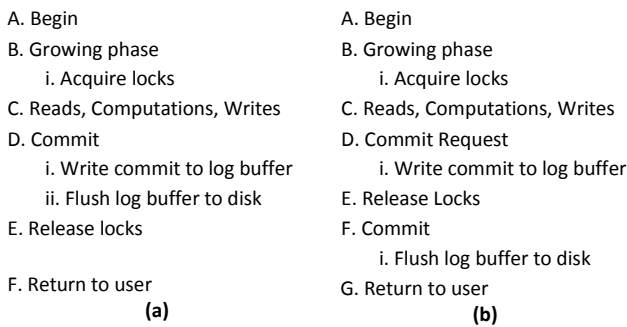 A. Begin
B. Growing phase
i. Acquire locks
C. Reads, Computations, Writes
D. Commit
i. Write commit to log buffer
ii. Flush log buffer to disk
E. Release locks
F. Return to user
(a)
A. Begin
B. Growing phase
i. Acquire locks
C. Reads, Computations, Writes
D. Commit Request
i. Write commit to log buffer
E. Release Locks
F. Commit
i. Flush log buffer to disk
G. Return to user
(b)